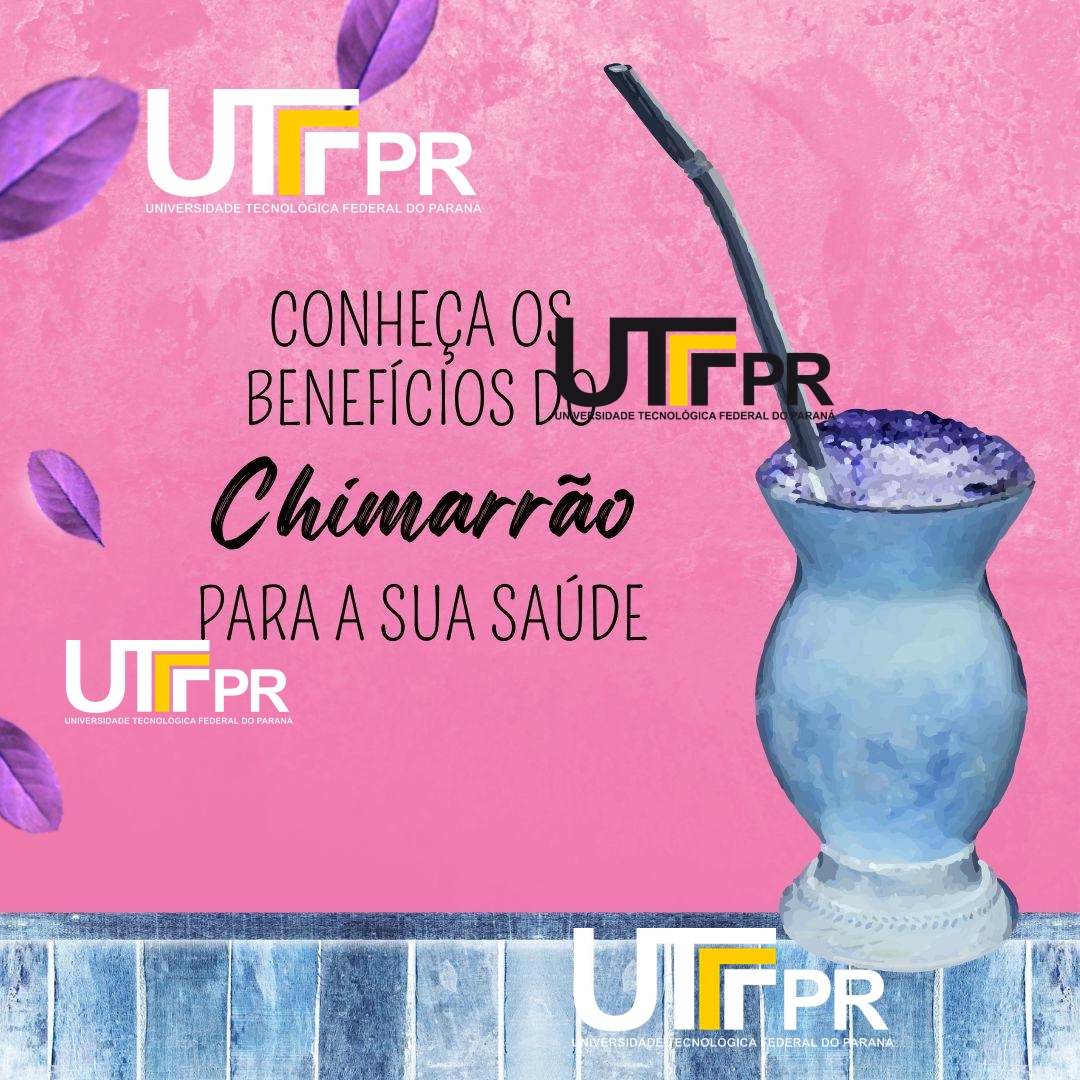 UTFPR
UNIVERSIDADE TECNOLÓGICA FEDERAL DO PARANÁ
CONHEÇA OS
BENEFÍCIOS DO
UTFPR
UNIVERSIDADE TECNOLÓGICA FEDERAL DO PARANÁ
Chimarrão
PARA A SUA SAÚDE
UTFPR
UNIVERSIDADE TECNOLÓGICA FEDERAL DO PARANÁ
UTFPR
UNIVERSIDADE TECNOLÓGICA FEDERAL DO PARANÁ